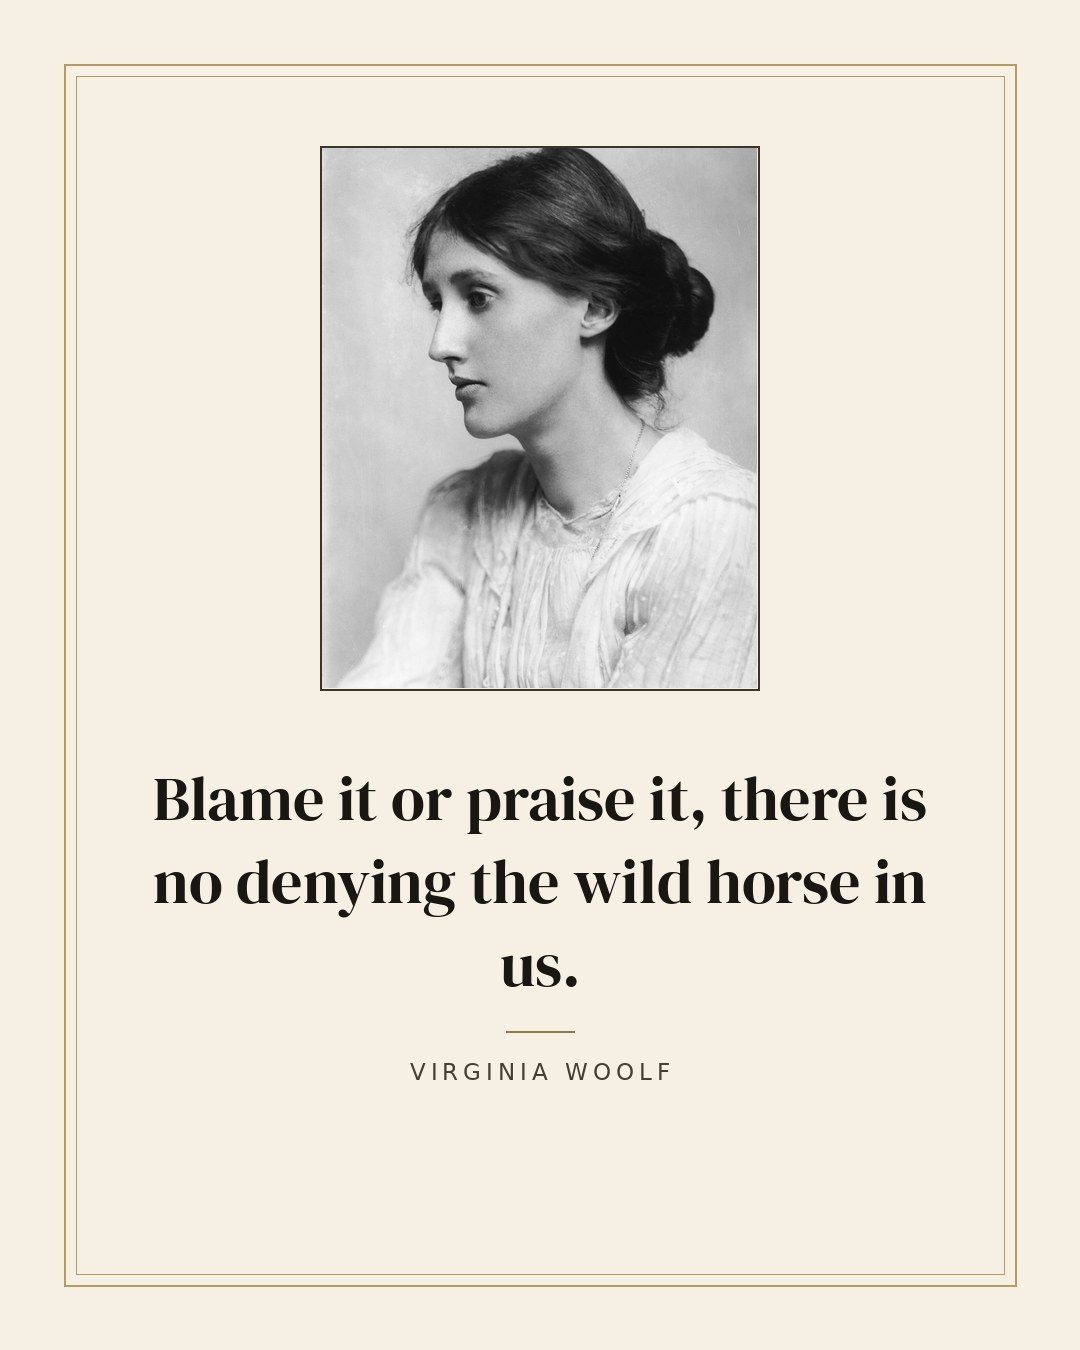 Blame it or praise it, there is
no denying the wild horse in
us.
VIRGINIA WOOLF